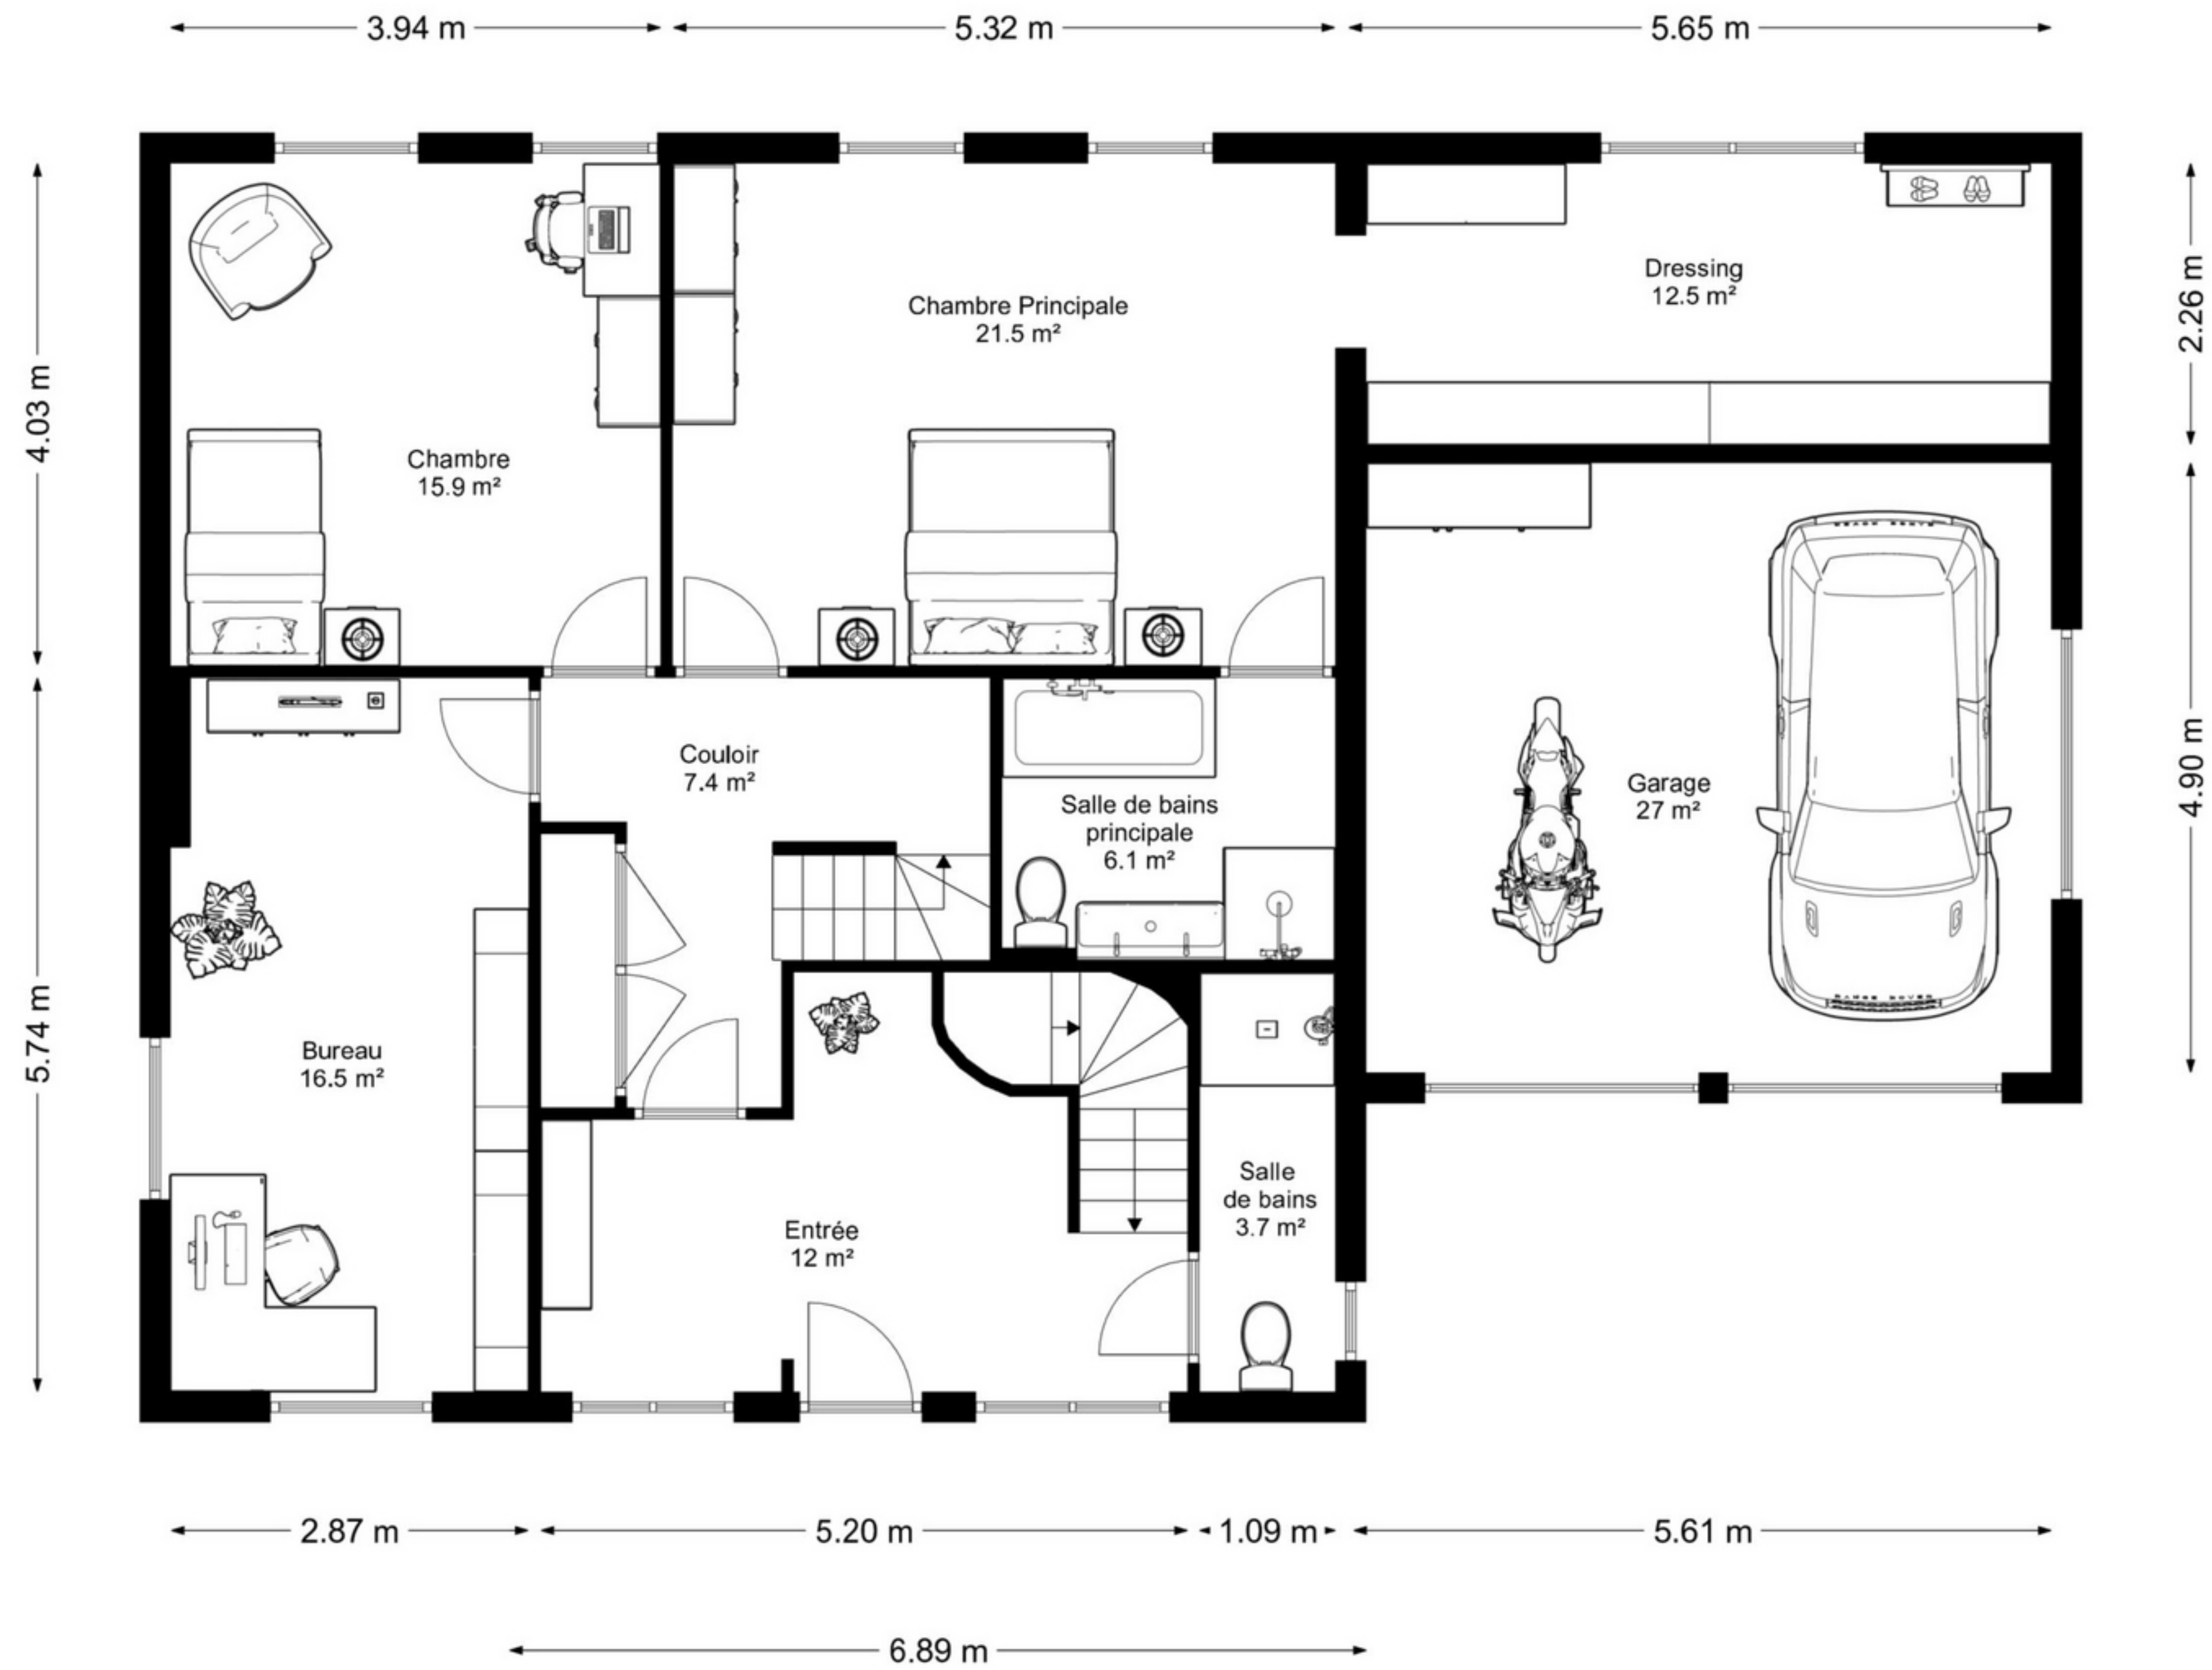 3.94 m
5.32 m
5.65 m
4.03 m
2.26 m
Dressing
12.5 m²
Chambre Principale
21.5 m²
Chambre
15.9 m²
Couloir
7.4 m²
Salle de bains
principale
6.1 m²
Garage
27 m²
4.90 m
5.74 m
Bureau
16.5 m²
Salle
de bains
3.7 m²
Entrée
12 m²
2.87 m
5.20 m
1.09 m
5.61 m
6.89 m